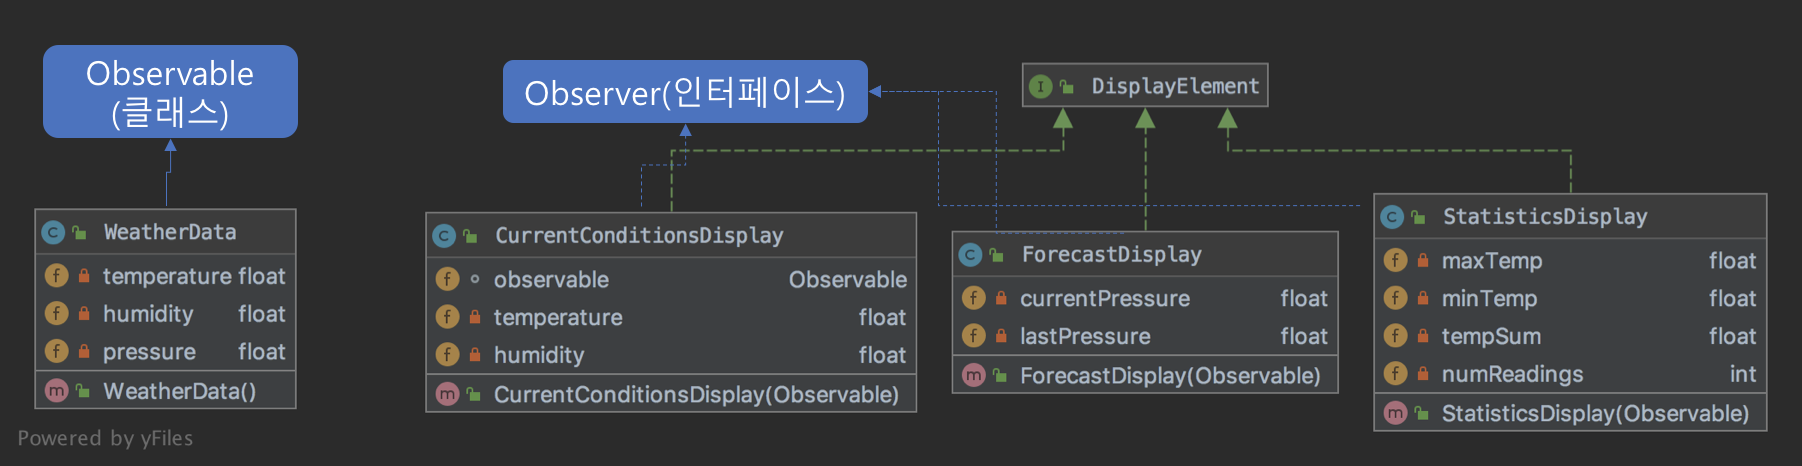 Observable
(클래스)
Observer(인터페이스)
I DisplayElement
C WeatherData
f temperature float
f humidity float
f pressure float
m WeatherData()
C CurrentConditionsDisplay
f observable Observable
f temperature float
f humidity float
m CurrentConditionsDisplay(Observable)
C ForecastDisplay
f currentPressure float
f lastPressure float
m ForecastDisplay(Observable)
C StatisticsDisplay
f maxTemp float
f minTemp float
f tempSum float
f numReadings int
m StatisticsDisplay(Observable)
Powered by yFiles